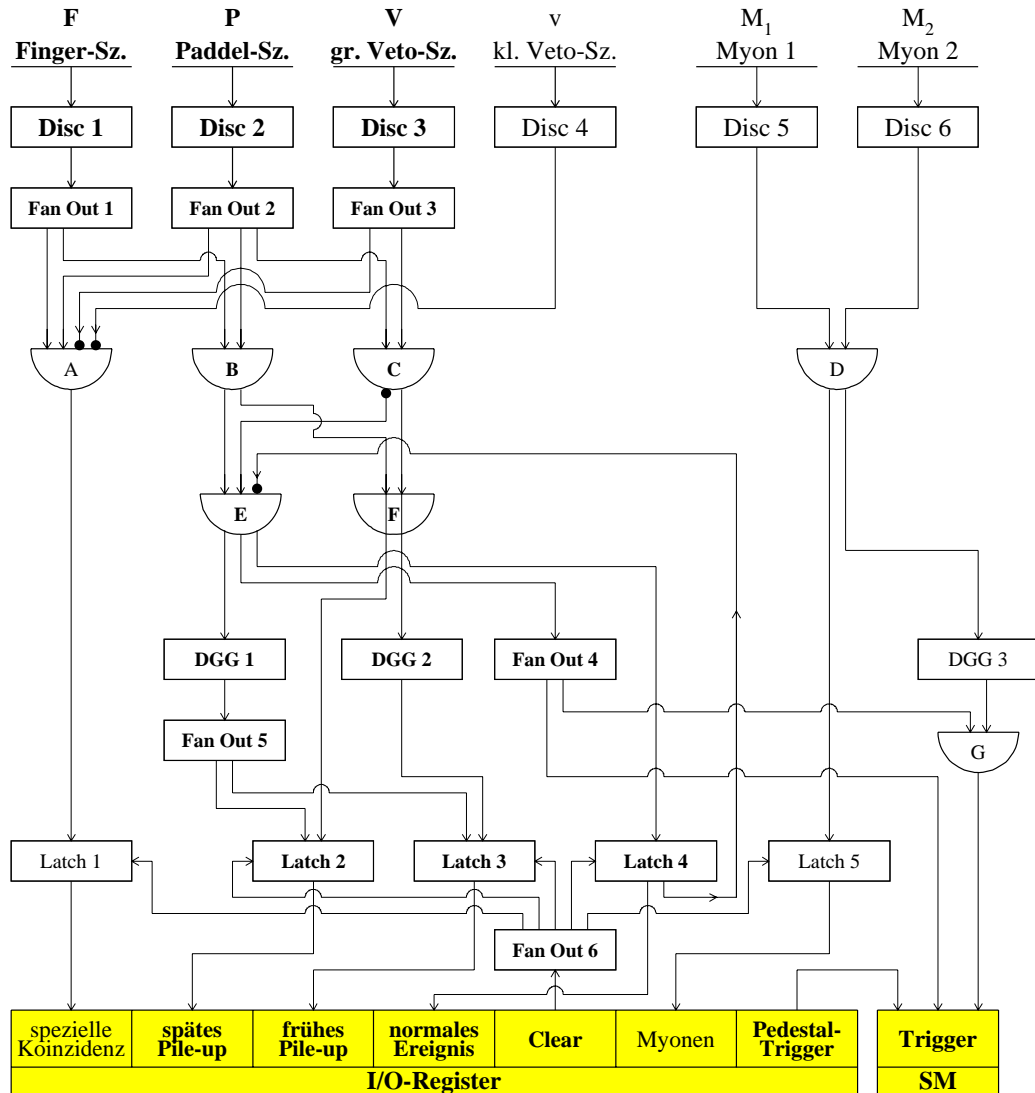 F P V v M1 M2
Finger-Sz. Paddel-Sz. gr. Veto-Sz. kl. Veto-Sz. Myon 1 Myon 2
Disc 1 Disc 2 Disc 3 Disc 4 Disc 5 Disc 6
Fan Out 1 Fan Out 2 Fan Out 3
A B C D
E F
DGG 1 DGG 2 Fan Out 4 DGG 3
Fan Out 5 G
Latch 1 Latch 2 Latch 3 Latch 4 Latch 5
Fan Out 6
spezielle spätes frühes normales Clear Myonen Pedestal- Trigger
Koinzidenz Pile-up Pile-up Ereignis Trigger
I/O-Register SM